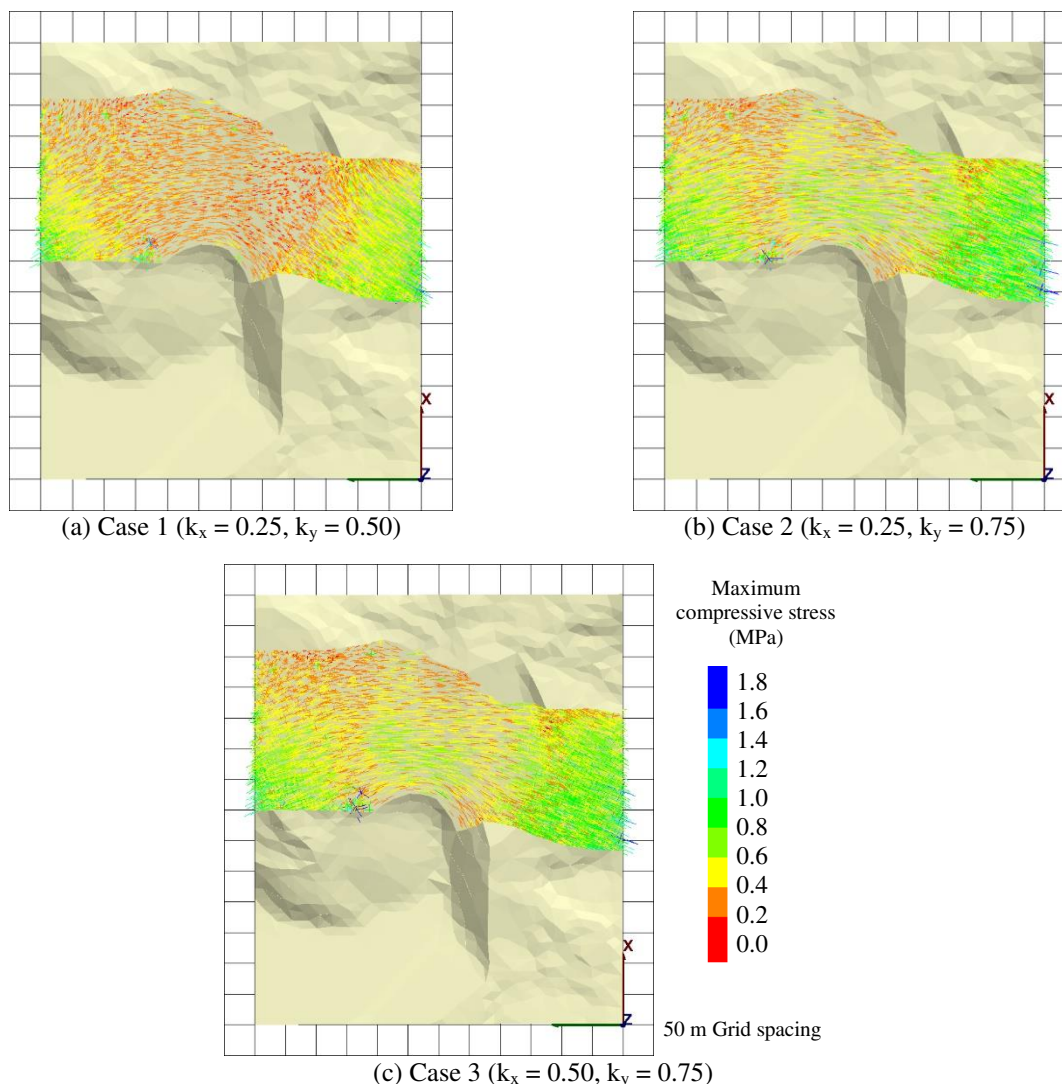 X
Z
(a) Case 1 (kx = 0.25, ky = 0.50)
X
Z
(b) Case 2 (kx = 0.25, ky = 0.75)
Maximum
compressive stress
(MPa)
1.8
1.6
1.4
1.2
1.0
0.8
0.6
0.4
0.2
0.0
X
Z
50 m Grid spacing
(c) Case 3 (kx = 0.50, ky = 0.75)